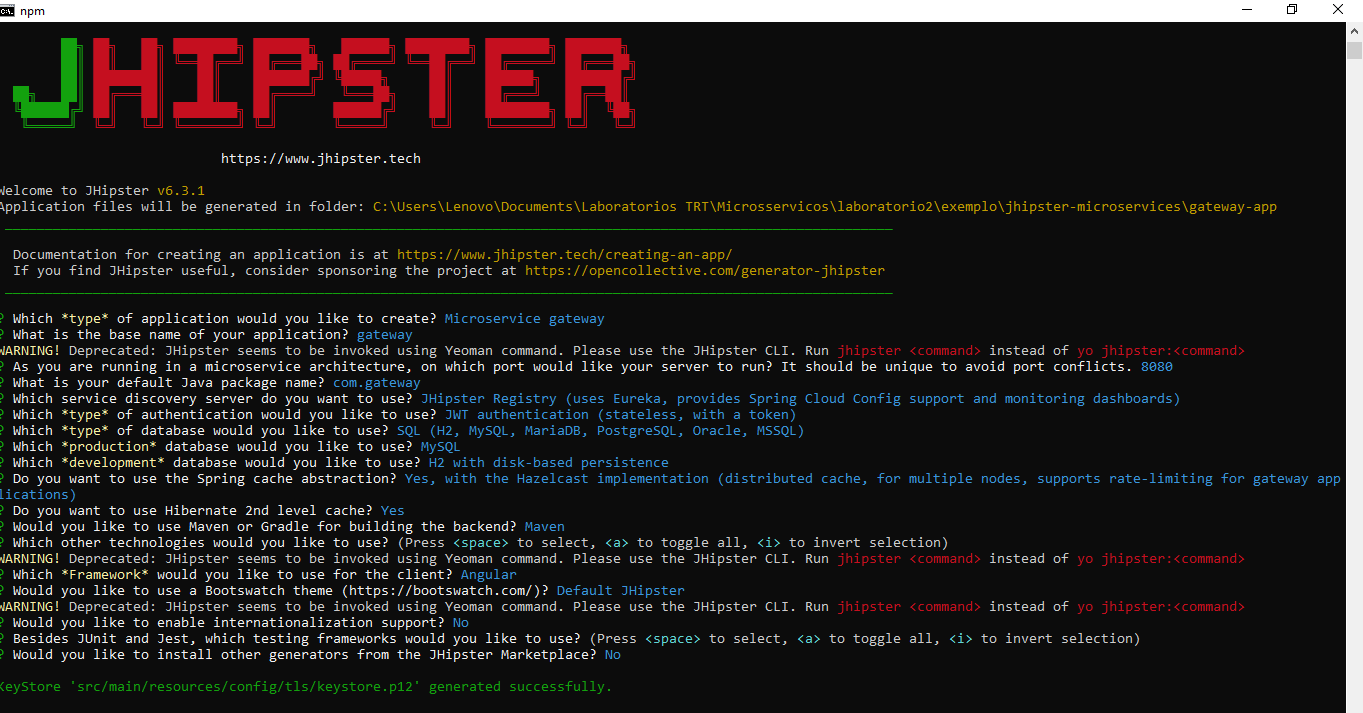 npm
JHIPSTER
https://www.jhipster.tech
Welcome to JHipster v6.3.1
Application files will be generated in folder: C:\Users\Lenovo\Documents\Laboratorios TRT\Microsservicos\laboratorio2\exemplo\jhipster-microservices\gateway-app
Documentation for creating an application is at https://www.jhipster.tech/creating-an-app/
If you find JHipster useful, consider sponsoring the project at https://opencollective.com/generator-jhipster
? Which *type* of application would you like to create? Microservice gateway
? What is the base name of your application? gateway
WARNING! Deprecated: JHipster seems to be invoked using Yeoman command. Please use the JHipster CLI. Run jhipster <command> instead of yo jhipster:<command>
? As you are running in a microservice architecture, on which port would like your server to run? It should be unique to avoid port conflicts. 8080
? What is your default Java package name? com.gateway
? Which service discovery server do you want to use? JHipster Registry (uses Eureka, provides Spring Cloud Config support and monitoring dashboards)
? Which *type* of authentication would you like to use? JWT authentication (stateless, with a token)
? Which *type* of database would you like to use? SQL (H2, MySQL, MariaDB, PostgreSQL, Oracle, MSSQL)
? Which *production* database would you like to use? MySQL
? Which *development* database would you like to use? H2 with disk-based persistence
? Do you want to use the Spring cache abstraction? Yes, with the Hazelcast implementation (distributed cache, for multiple nodes, supports rate-limiting for gateway app
lications)
? Do you want to use Hibernate 2nd level cache? Yes
? Would you like to use Maven or Gradle for building the backend? Maven
? Which other technologies would you like to use? (Press <space> to select, <a> to toggle all, <i> to invert selection)
WARNING! Deprecated: JHipster seems to be invoked using Yeoman command. Please use the JHipster CLI. Run jhipster <command> instead of yo jhipster:<command>
? Which *Framework* would you like to use for the client? Angular
? Would you like to use a Bootswatch theme (https://bootswatch.com/)? Default JHipster
WARNING! Deprecated: JHipster seems to be invoked using Yeoman command. Please use the JHipster CLI. Run jhipster <command> instead of yo jhipster:<command>
? Would you like to enable internationalization support? No
? Besides JUnit and Jest, which testing frameworks would you like to use? (Press <space> to select, <a> to toggle all, <i> to invert selection)
? Would you like to install other generators from the JHipster Marketplace? No
KeyStore 'src/main/resources/config/tls/keystore.p12' generated successfully.